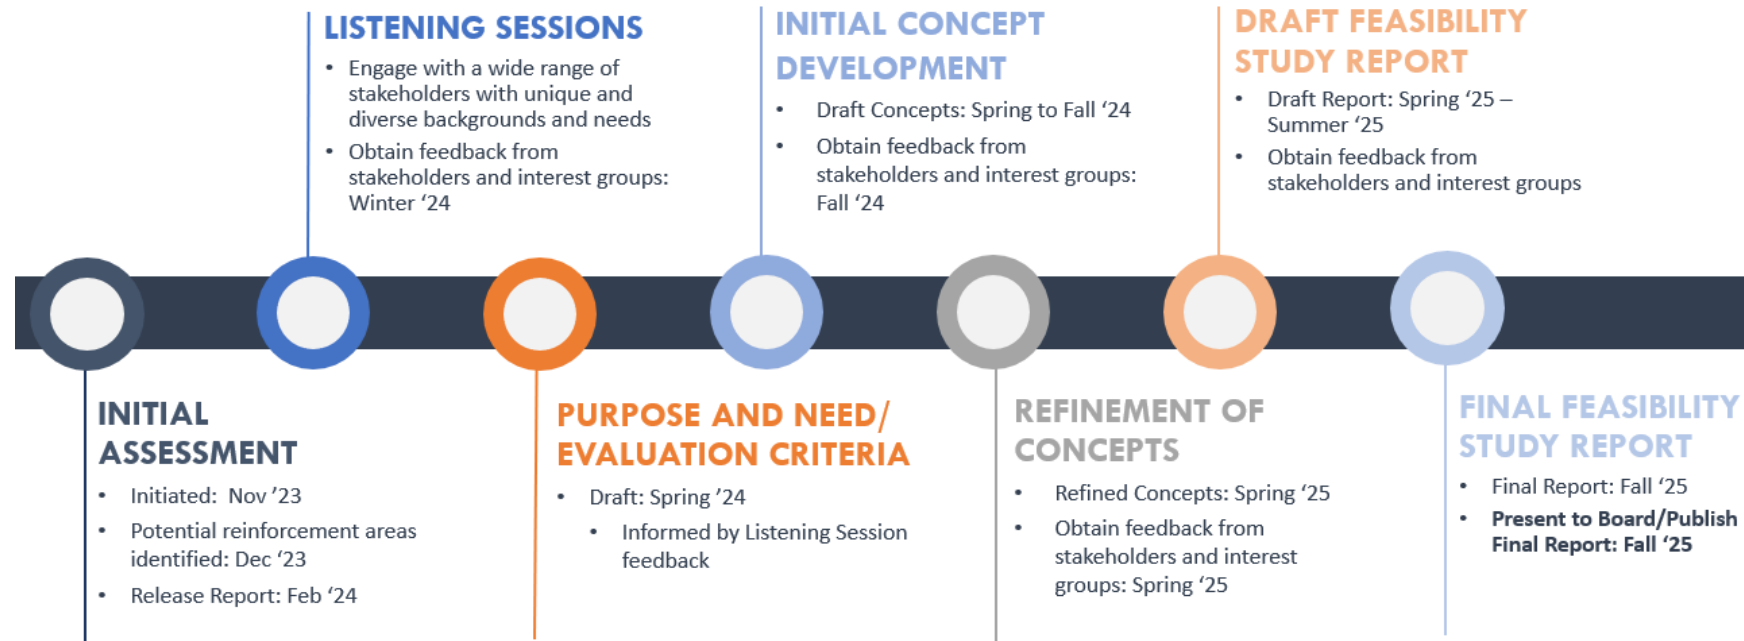 LISTENING SESSIONS
• Engage with a wide range of
stakeholders with unique and
diverse backgrounds and needs
• Obtain feedback from
stakeholders and interest groups:
Winter ‘24
INITIAL CONCEPT
DEVELOPMENT
• Draft Concepts: Spring to Fall ‘24
• Obtain feedback from
stakeholders and interest groups:
Fall ‘24
DRAFT FEASIBILITY
STUDY REPORT
• Draft Report: Spring ‘25 –
Summer ‘25
• Obtain feedback from
stakeholders and interest groups
INITIAL
ASSESSMENT
• Initiated: Nov ’23
• Potential reinforcement areas
identified: Dec ‘23
• Release Report: Feb ‘24
PURPOSE AND NEED/
EVALUATION CRITERIA
• Draft: Spring ‘24
• Informed by Listening Session
feedback
REFINEMENT OF
CONCEPTS
• Refined Concepts: Spring ‘25
• Obtain feedback from
stakeholders and interest
groups: Spring ‘25
FINAL FEASIBILITY
STUDY REPORT
• Final Report: Fall ‘25
• Present to Board/Publish
Final Report: Fall ‘25